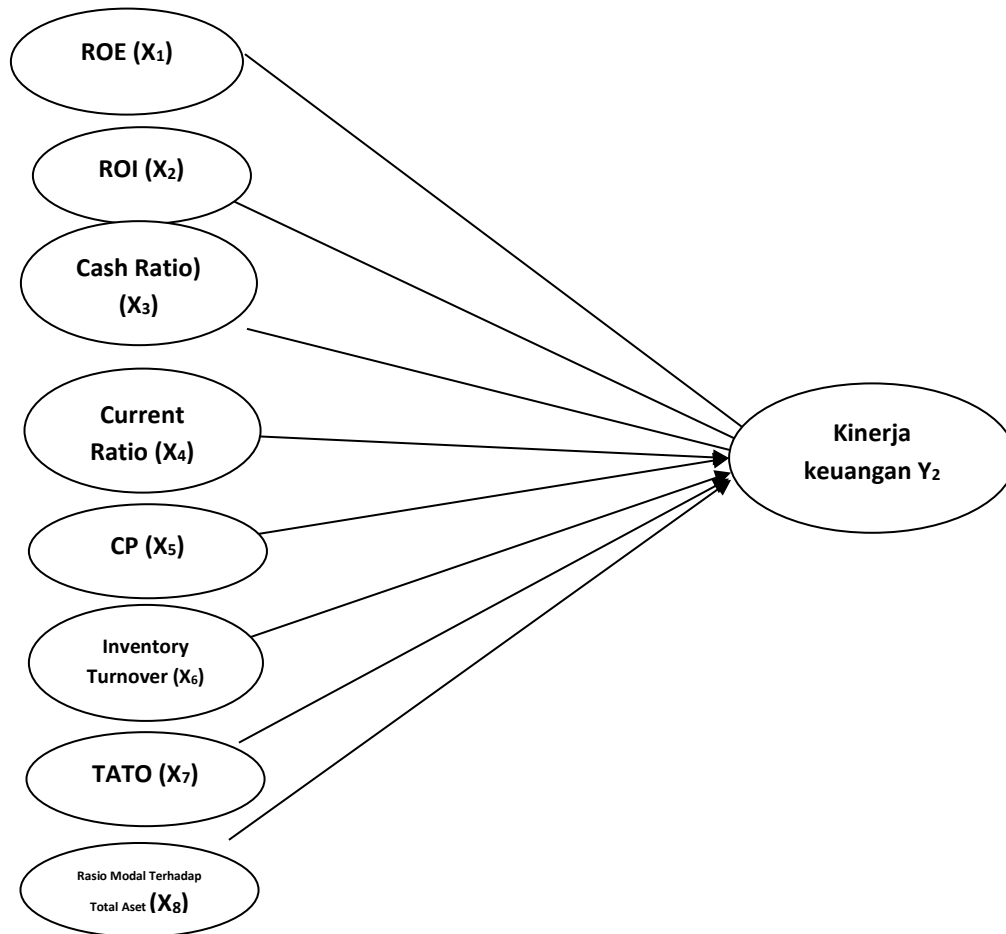 ROE (X₁)
ROI (X₂)
Cash Ratio)
(X₃)
Current
Ratio (X₄)
CP (X₅)
Inventory
Turnover (X₆)
TATO (X₇)
Rasio Modal Terhadap
Total Aset (X₈)
Kinerja
keuangan Y₂